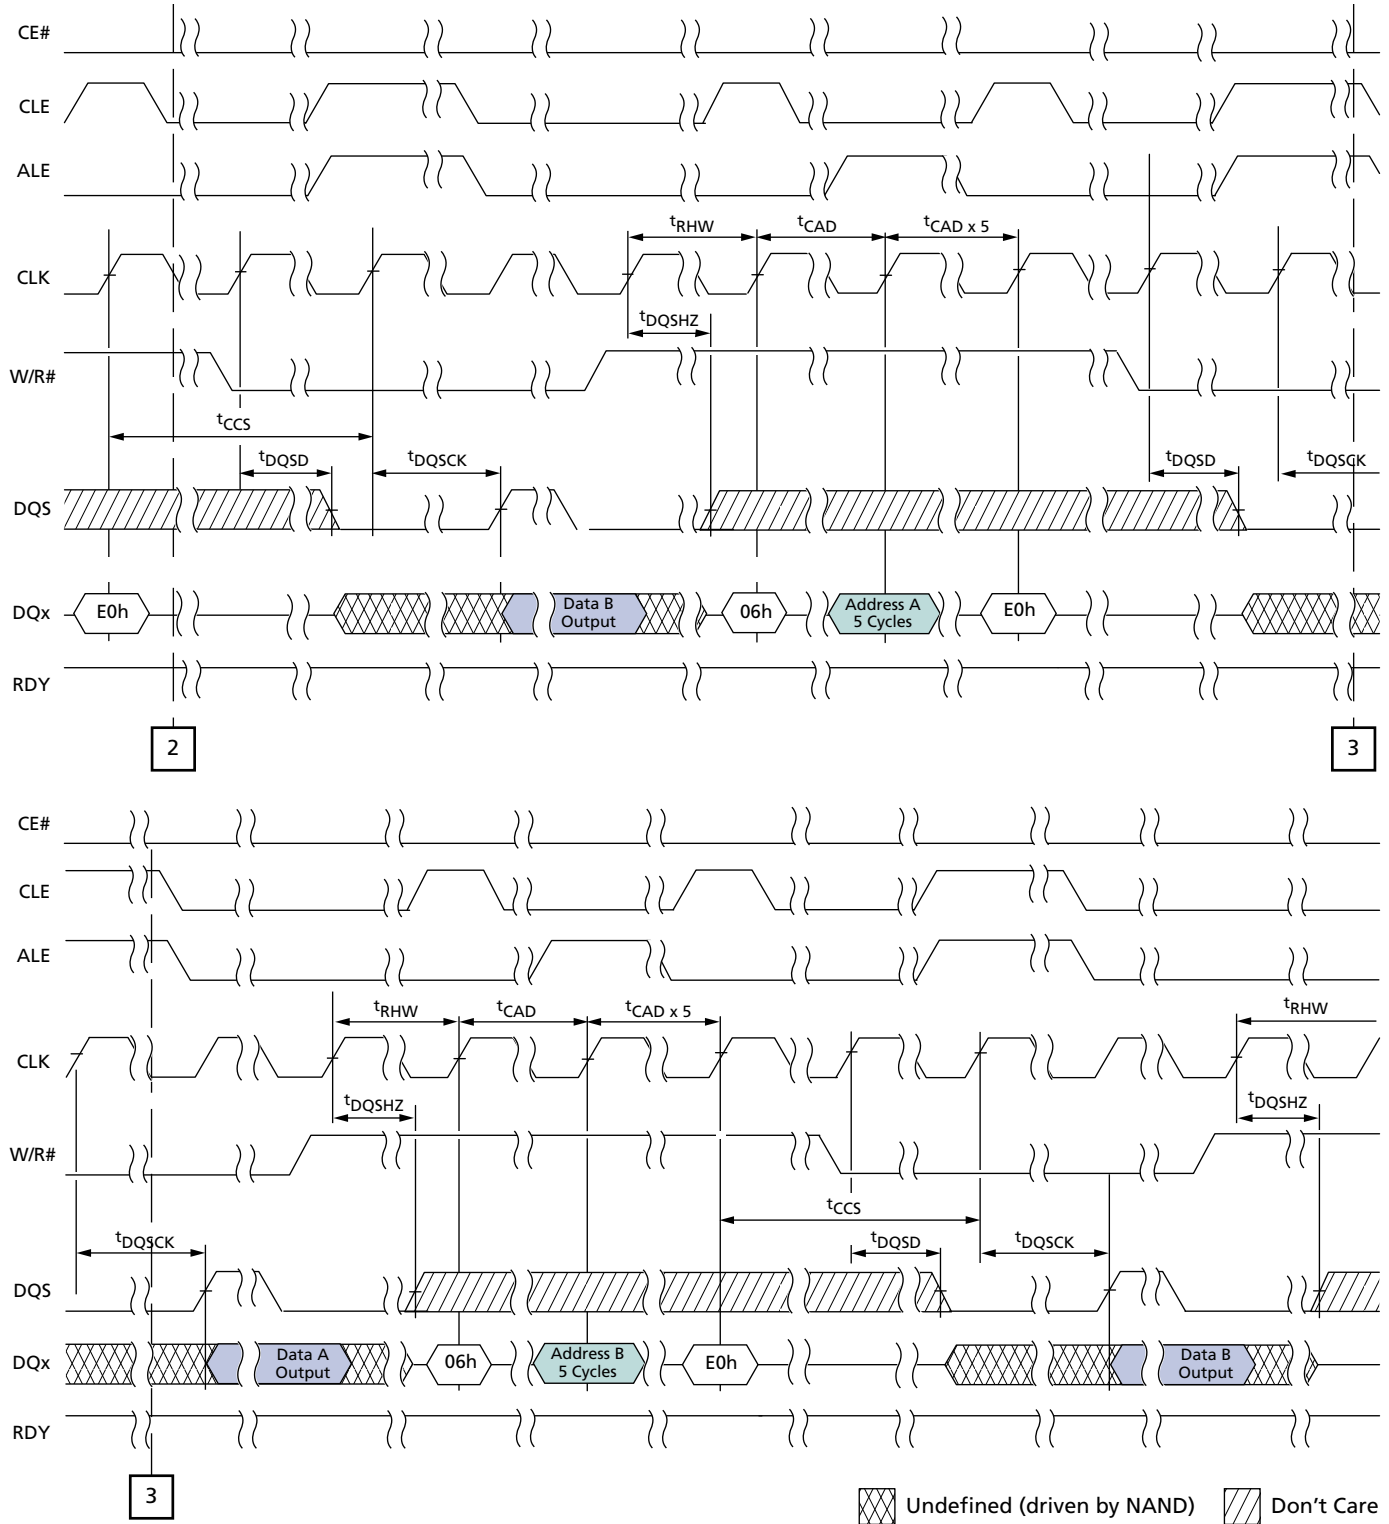 CE#
CLE
ALE
tRHW tCAD tCAD x 5
CLK
tDQSHZ
W/R#
tCCS
tDQSD tDQSCK tDQSD tDQSCK
DQS
DQx E0h Data B Output 06h Address A 5 Cycles E0h
RDY
2 3
CE#
CLE
ALE
tRHW tCAD tCAD x 5 tRHW
CLK
tDQSHZ tDQSHZ
W/R#
tCCS
tDQSCK tDQSD tDQSCK
DQS
DQx Data A Output 06h Address B 5 Cycles E0h Data B Output
RDY
3
Undefined (driven by NAND) Don't Care